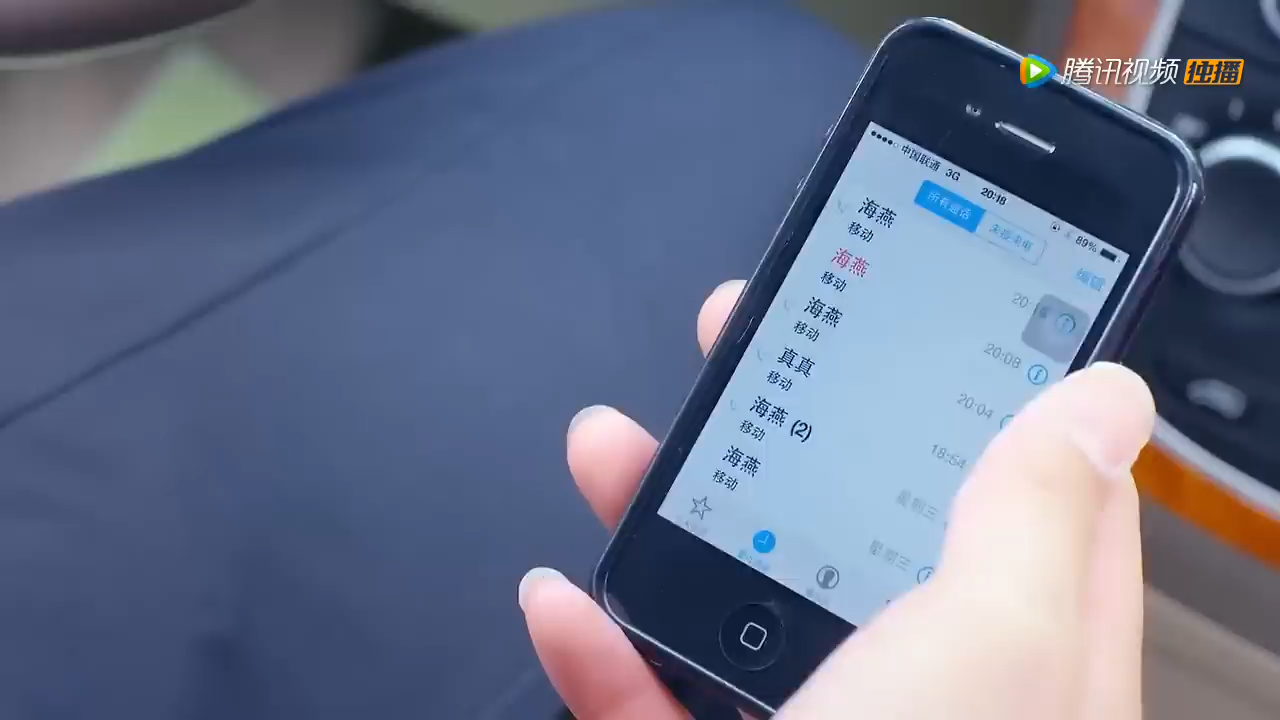 腾讯视频 独播
中国联通 3G 20:18 89%
所有通话 未接来电
编辑
海燕
移动
海燕
移动 20:08
海燕
移动 20:04
真真
移动 18:54
海燕 (2)
移动 星期三
海燕
移动 星期三